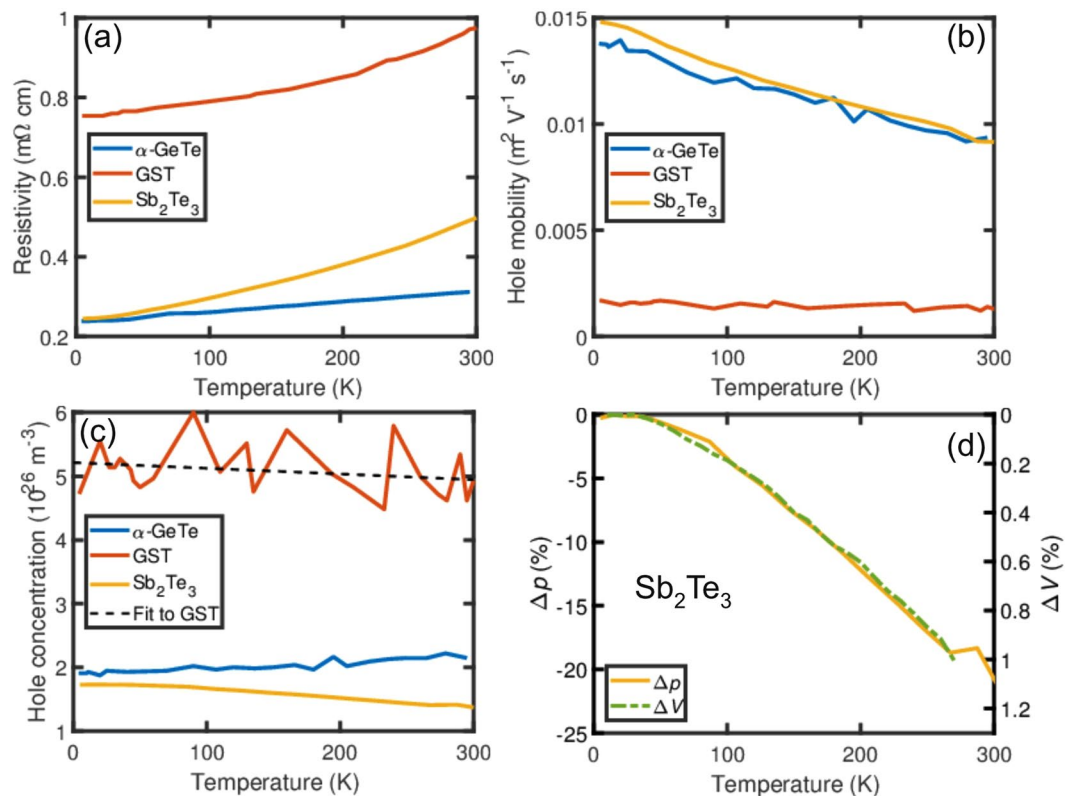 (a)
1
0.8
0.6
0.4
0.2
Resistivity (mΩ cm)
α-GeTe
GST
Sb₂Te₃
0
100
200
300
Temperature (K)
(b)
0.015
0.01
0.005
0
Hole mobility (m² V⁻¹ s⁻¹)
α-GeTe
GST
Sb₂Te₃
0
100
200
300
Temperature (K)
(c)
6
5
4
3
2
1
Hole concentration (10²⁶ m⁻³)
α-GeTe
GST
Sb₂Te₃
Fit to GST
0
100
200
300
Temperature (K)
(d)
0
-5
-10
-15
-20
-25
Δp (%)
Sb₂Te₃
Δp
ΔV
0
0.2
0.4
0.6
0.8
1
1.2
ΔV (%)
0
100
200
300
Temperature (K)